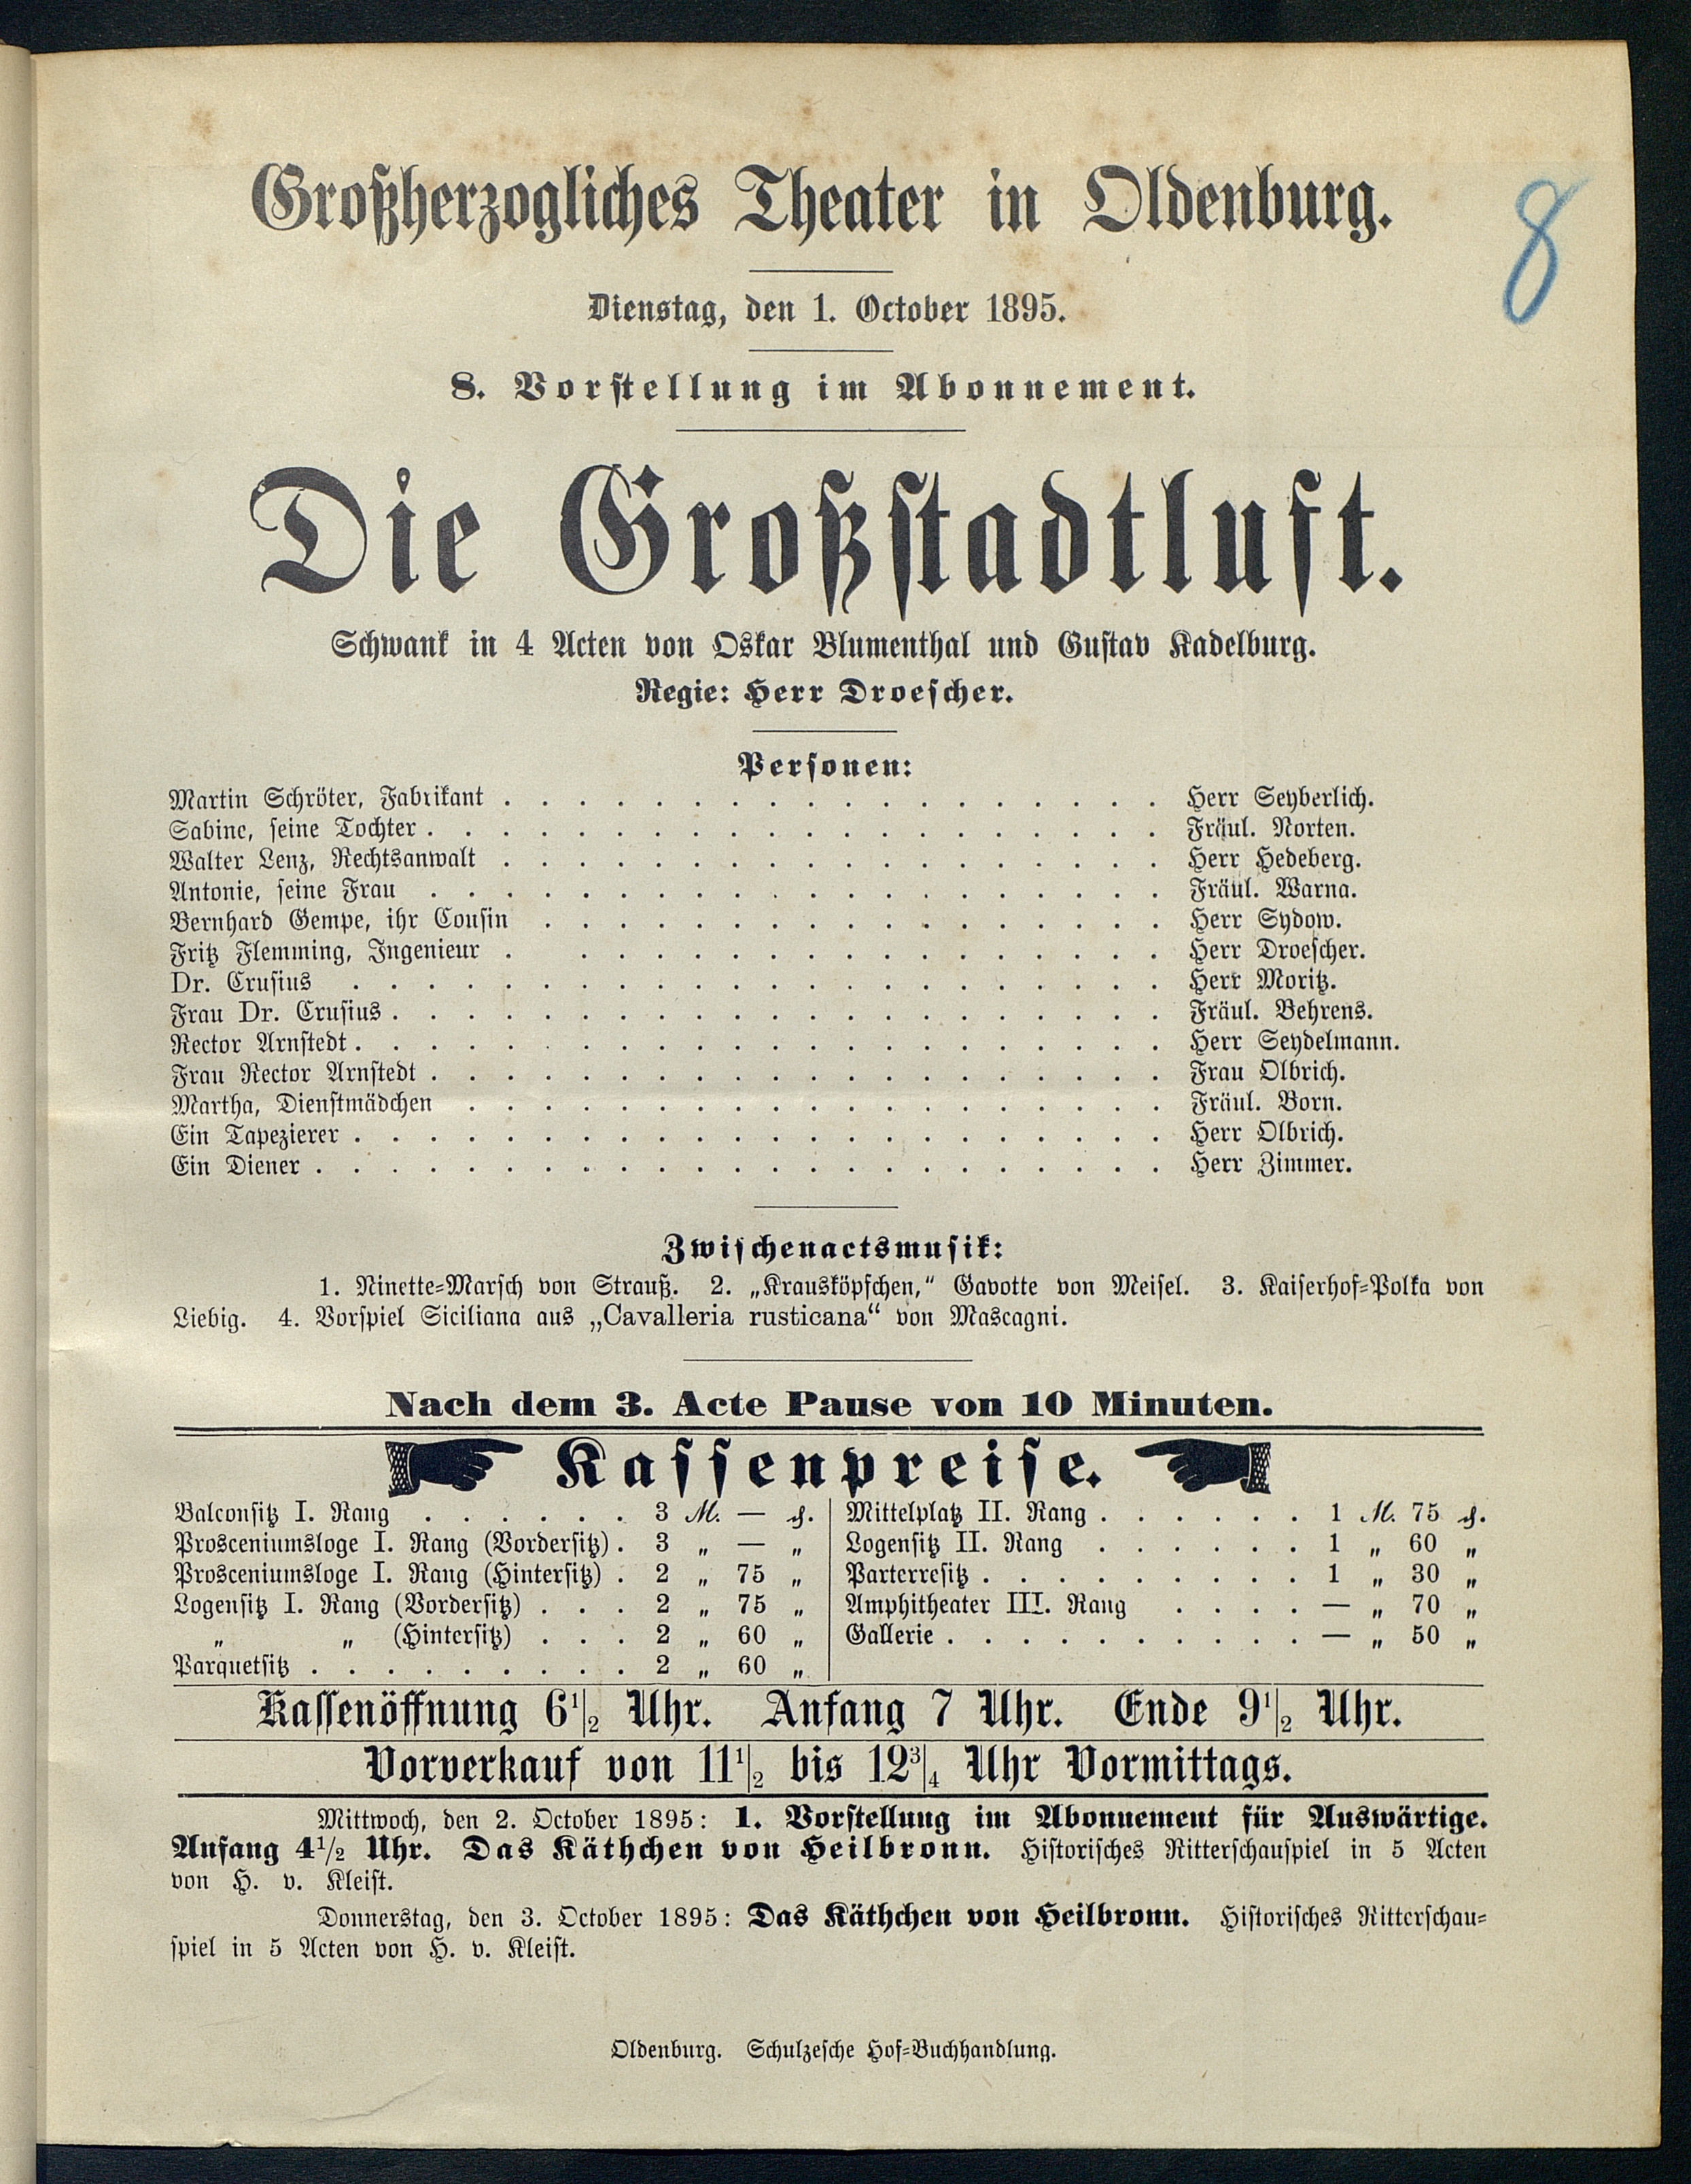 Großherzogliches Theater in Oldenburg.
8
Dienstag, den 1. October 1895.
8. Vorstellung im Abonnement.
Die Großstadtluft.
Schwank in 4 Acten von Oskar Blumenthal und Gustav Kadelburg.
Regie: Herr Droescher.
Personen:
Martin Schröter, Fabrikant . . . . . . . . . . . . . . . . . . Herr Seyberlich.
Sabine, seine Tochter . . . . . . . . . . . . . . . . . . . . Fräul. Norten.
Walter Lenz, Rechtsanwalt . . . . . . . . . . . . . . . . . . Herr Hedeberg.
Antonie, seine Frau . . . . . . . . . . . . . . . . . . . . Fräul. Warna.
Bernhard Gempe, ihr Cousin . . . . . . . . . . . . . . . . . Herr Sydow.
Fritz Flemming, Ingenieur . . . . . . . . . . . . . . . . . Herr Droescher.
Dr. Crusius . . . . . . . . . . . . . . . . . . . . . . Herr Moritz.
Frau Dr. Crusius . . . . . . . . . . . . . . . . . . . . . Fräul. Behrens.
Rector Arnstedt . . . . . . . . . . . . . . . . . . . . . . Herr Seydelmann.
Frau Rector Arnstedt . . . . . . . . . . . . . . . . . . . . Frau Olbrich.
Martha, Dienstmädchen . . . . . . . . . . . . . . . . . . . Fräul. Born.
Ein Tapezierer . . . . . . . . . . . . . . . . . . . . . . Herr Olbrich.
Ein Diener . . . . . . . . . . . . . . . . . . . . . . . Herr Zimmer.
Zwischenactsmusik:
1. Ninette-Marsch von Strauß. 2. „Krausköpfchen,“ Gavotte von Meisel. 3. Kaiserhof-Polka von
Liebig. 4. Vorspiel Siciliana aus „Cavalleria rusticana“ von Mascagni.
Nach dem 3. Acte Pause von 10 Minuten.
Kassenpreise.
Balconsitz I. Rang . . . . . . 3 M. — ₰.
Prosceniumsloge I. Rang (Vordersitz) . 3 „ — „
Prosceniumsloge I. Rang (Hintersitz) . 2 „ 75 „
Logensitz I. Rang (Vordersitz) . . . 2 „ 75 „
„ „ (Hintersitz) . . . 2 „ 60 „
Parquetsitz . . . . . . . . . 2 „ 60 „
Mittelplatz II. Rang . . . . . . 1 M. 75 ₰.
Logensitz II. Rang . . . . . . 1 „ 60 „
Parterresitz . . . . . . . . . 1 „ 30 „
Amphitheater III. Rang . . . . — „ 70 „
Gallerie . . . . . . . . . . — „ 50 „
Kassenöffnung 6 1/2 Uhr. Anfang 7 Uhr. Ende 9 1/2 Uhr.
Vorverkauf von 11 1/2 bis 12 3/4 Uhr Vormittags.
Mittwoch, den 2. October 1895: 1. Vorstellung im Abonnement für Auswärtige.
Anfang 4 1/2 Uhr. Das Käthchen von Heilbronn. Historisches Ritterschauspiel in 5 Acten
von H. v. Kleist.
Donnerstag, den 3. October 1895: Das Käthchen von Heilbronn. Historisches Ritterschau-
spiel in 5 Acten von H. v. Kleist.
Oldenburg. Schulzesche Hof-Buchhandlung.